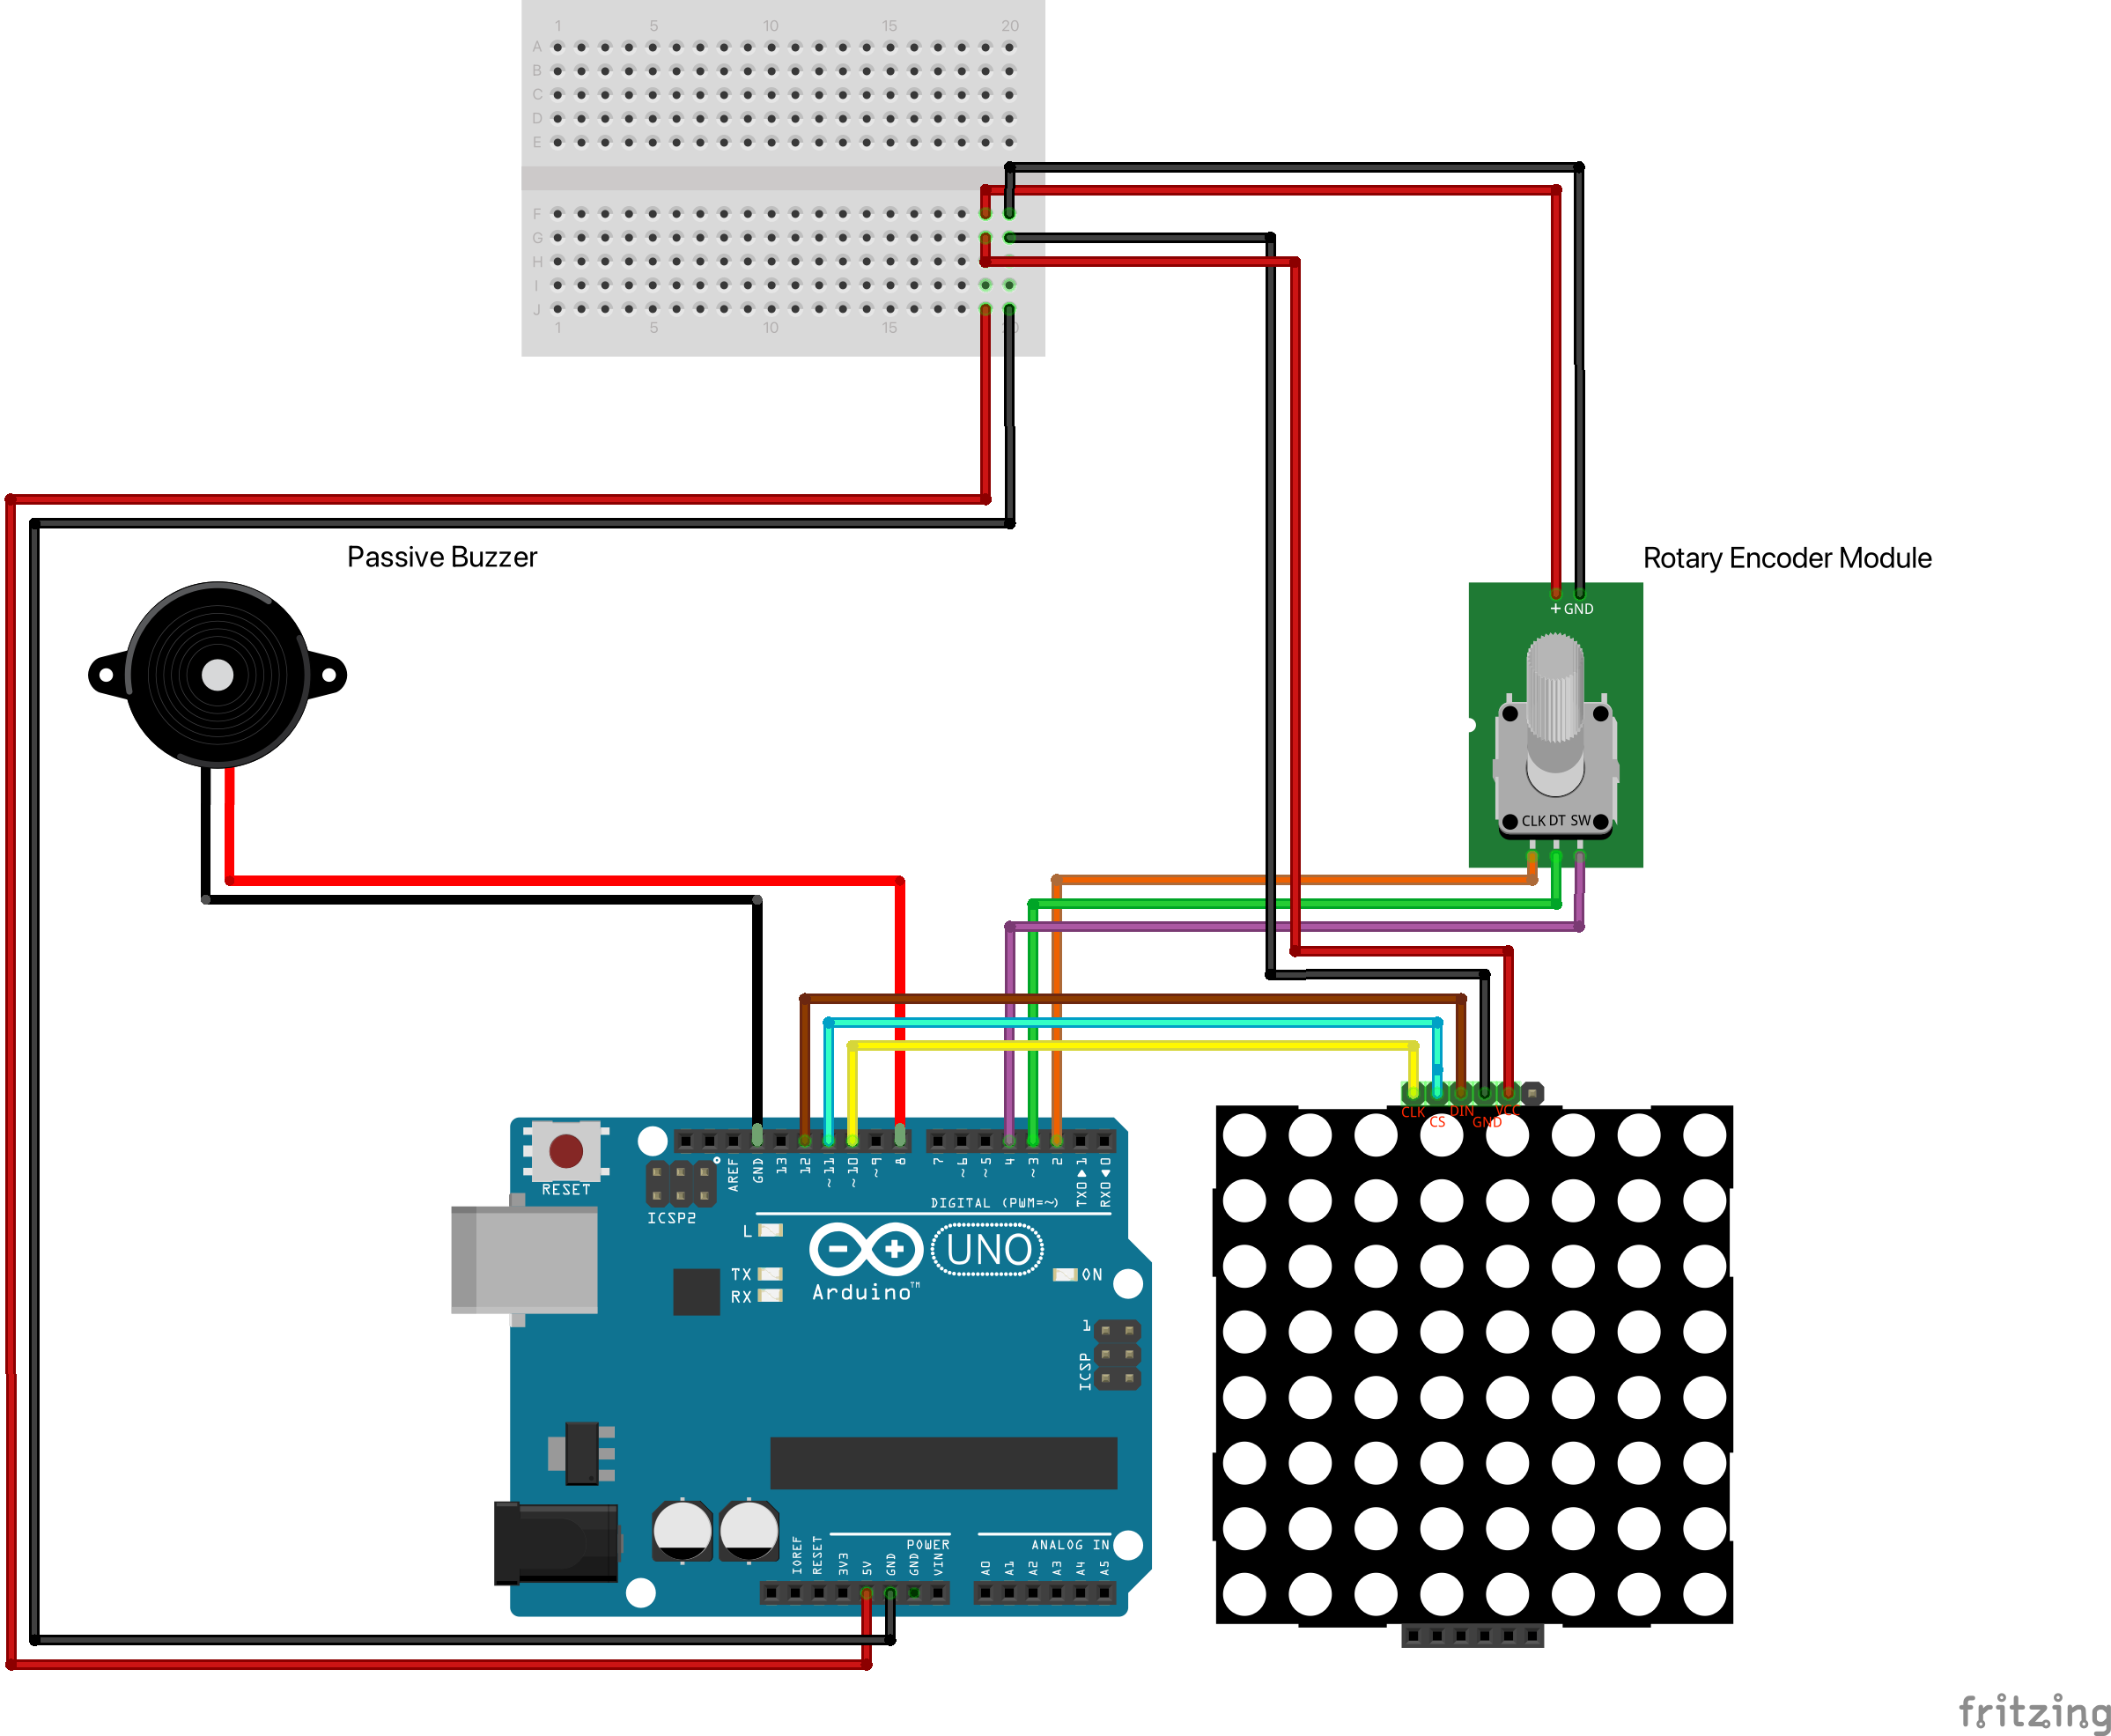 1 5 10 15 20
A
B
C
D
E
F
G
H
I
J
1 5 10 15 20
Passive Buzzer
Rotary Encoder Module
+ GND
CLK DT SW
CLK CS DIN GND VCC
RESET
ICSP2
AREF GND 13 12 ~11 ~10 ~9 8 7 ~6 ~5 4 ~3 2 TX0▶1 RX0◀0
DIGITAL (PWM=~)
L
TX
RX
UNO
Arduino™
ON
1
ICSP
POWER
ANALOG IN
IOREF RESET 3V3 5V GND GND VIN A0 A1 A2 A3 A4 A5
fritzing